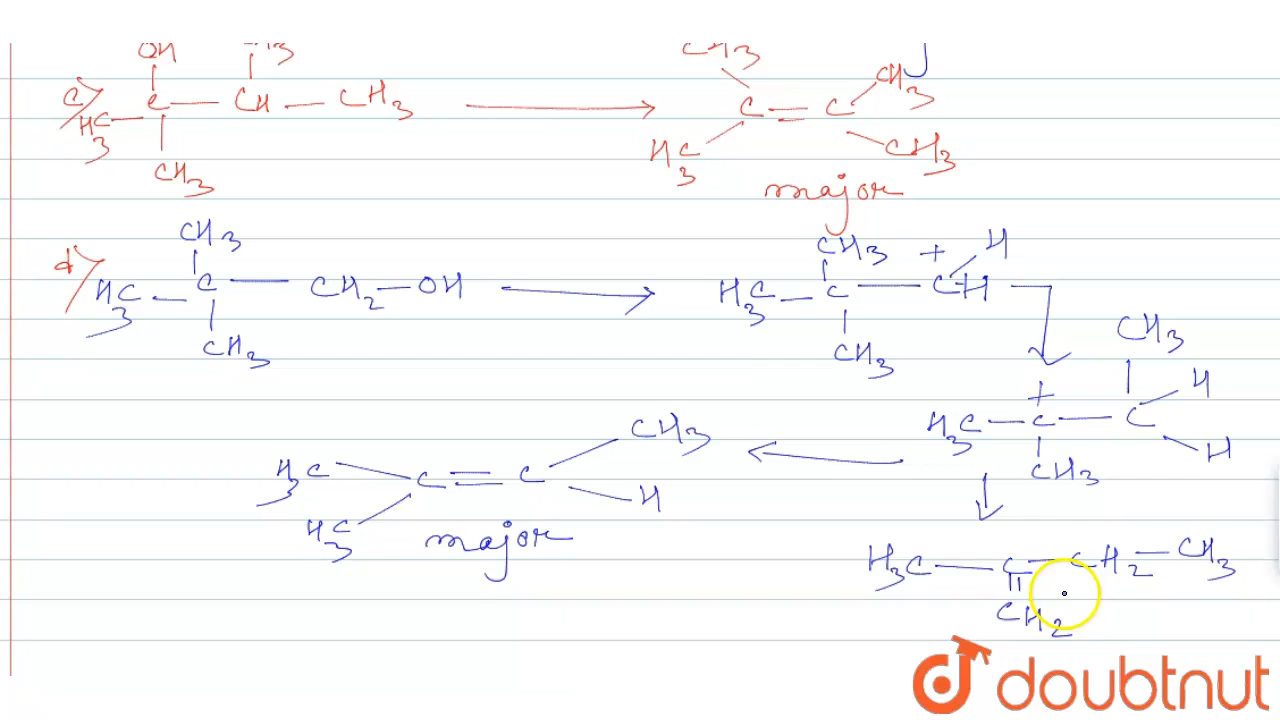 OH CH3 CH3 CH3
c) H3C — C — CH — CH3 ⟶ C = C
CH3 H3C CH3
major
d) CH3 CH3 + H
H3C — C — CH2 — OH ⟶ H3C — C — CH
CH3 CH3
CH3
+ H
H3C — C — C
CH3 H
CH3
H3C C = C
H3C H
major
H3C — C — CH2 — CH3
CH2
doubtnut